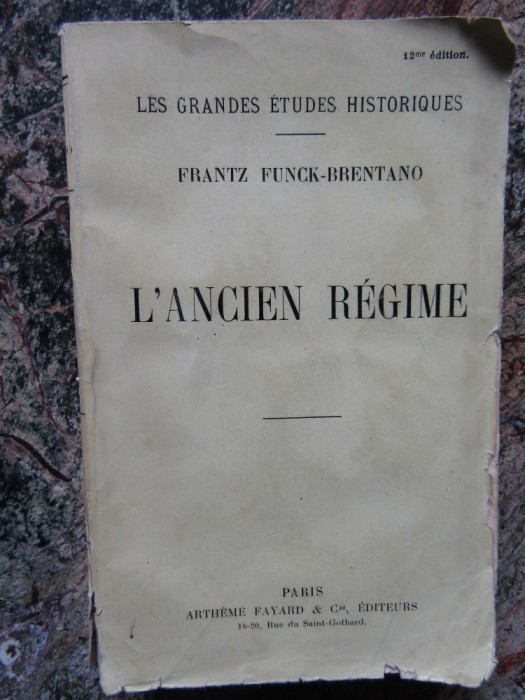 12me édition.
LES GRANDES ÉTUDES HISTORIQUES
FRANTZ FUNCK-BRENTANO
L'ANCIEN RÉGIME
PARIS
ARTHÈME FAYARD & Cie, ÉDITEURS
18-20, Rue du Saint-Gothard.